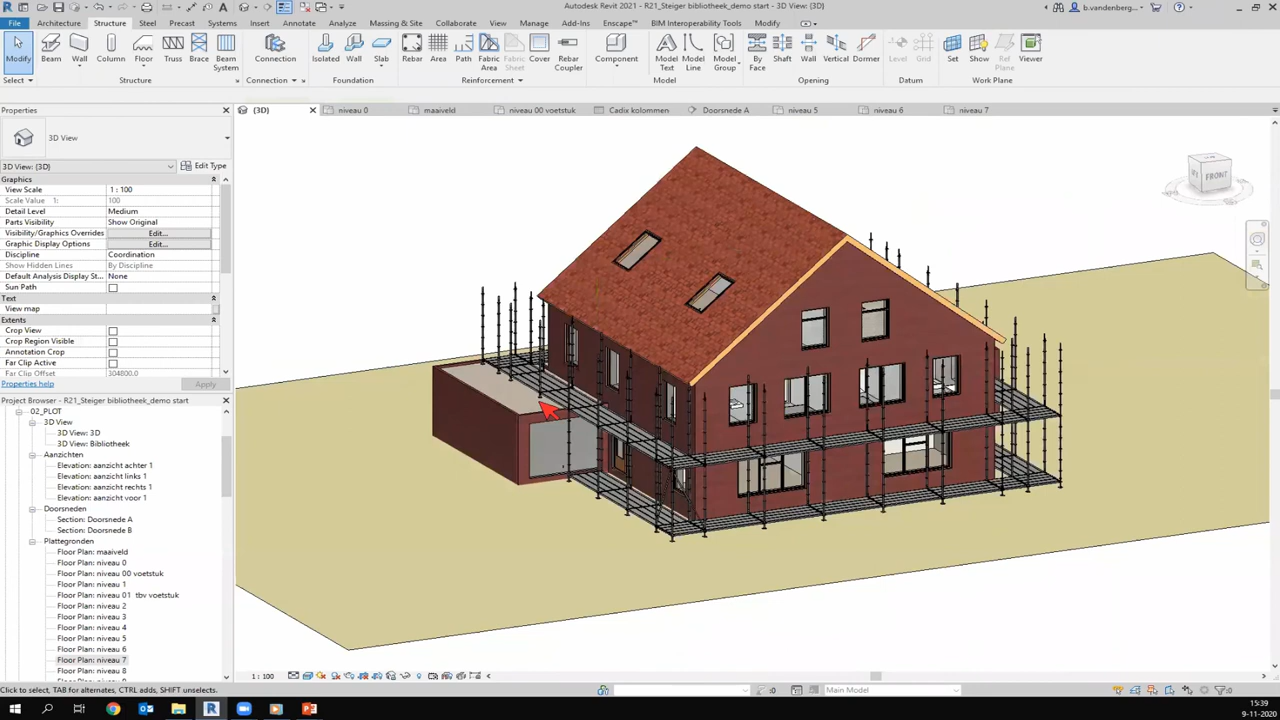 Autodesk Revit 2021 - R21_Steiger bibliotheek_demo start - 3D View: {3D}
b.vandenberg...
File Architecture Structure Steel Precast Systems Insert Annotate Analyze Massing & Site Collaborate View Manage Add-Ins Enscape™ BIM Interoperability Tools Modify
Modify Beam Wall Column Floor Truss Brace Beam System Connection Isolated Wall Slab Rebar Area Path Fabric Area Fabric Sheet Cover Rebar Coupler Component Model Text Model Line Model Group By Face Shaft Wall Vertical Dormer Level Grid Set Show Ref Plane Viewer
Select Structure Connection Foundation Reinforcement Model Opening Datum Work Plane
Properties
{3D} niveau 0 maaiveld niveau 00 voetstuk Cadix kolommen Doorsnede A niveau 5 niveau 6 niveau 7
3D View
3D View: {3D} Edit Type
Graphics
View Scale 1 : 100
Scale Value 1: 100
Detail Level Medium
Parts Visibility Show Original
Visibility/Graphics Overrides Edit...
Graphic Display Options Edit...
Discipline Coordination
Show Hidden Lines By Discipline
Default Analysis Display St... None
Sun Path
Text
View map
Extents
Crop View
Crop Region Visible
Annotation Crop
Far Clip Active
Far Clip Offset 304800.0
Properties help Apply
FRONT
Project Browser - R21_Steiger bibliotheek_demo start
02_PLOT
3D View
3D View: 3D
3D View: Bibliotheek
Aanzichten
Elevation: aanzicht achter 1
Elevation: aanzicht links 1
Elevation: aanzicht rechts 1
Elevation: aanzicht voor 1
Doorsneden
Section: Doorsnede A
Section: Doorsnede B
Plattegronden
Floor Plan: maaiveld
Floor Plan: niveau 0
Floor Plan: niveau 00 voetstuk
Floor Plan: niveau 1
Floor Plan: niveau 01 tbv voetstuk
Floor Plan: niveau 2
Floor Plan: niveau 3
Floor Plan: niveau 4
Floor Plan: niveau 5
Floor Plan: niveau 6
Floor Plan: niveau 7
Floor Plan: niveau 8
1 : 100
Click to select, TAB for alternates, CTRL adds, SHIFT unselects. :0 Main Model :0
15:39
9-11-2020